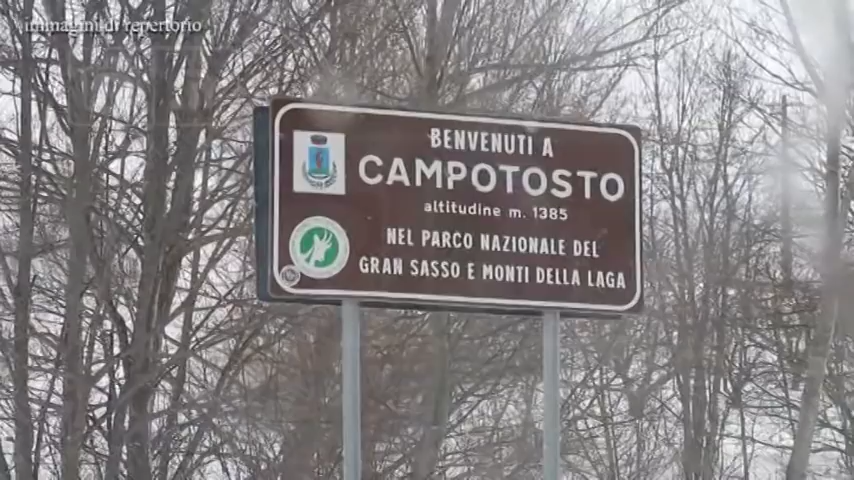 immagini di repertorio
BENVENUTI A
CAMPOTOSTO
altitudine m. 1385
NEL PARCO NAZIONALE DEL
GRAN SASSO E MONTI DELLA LAGA